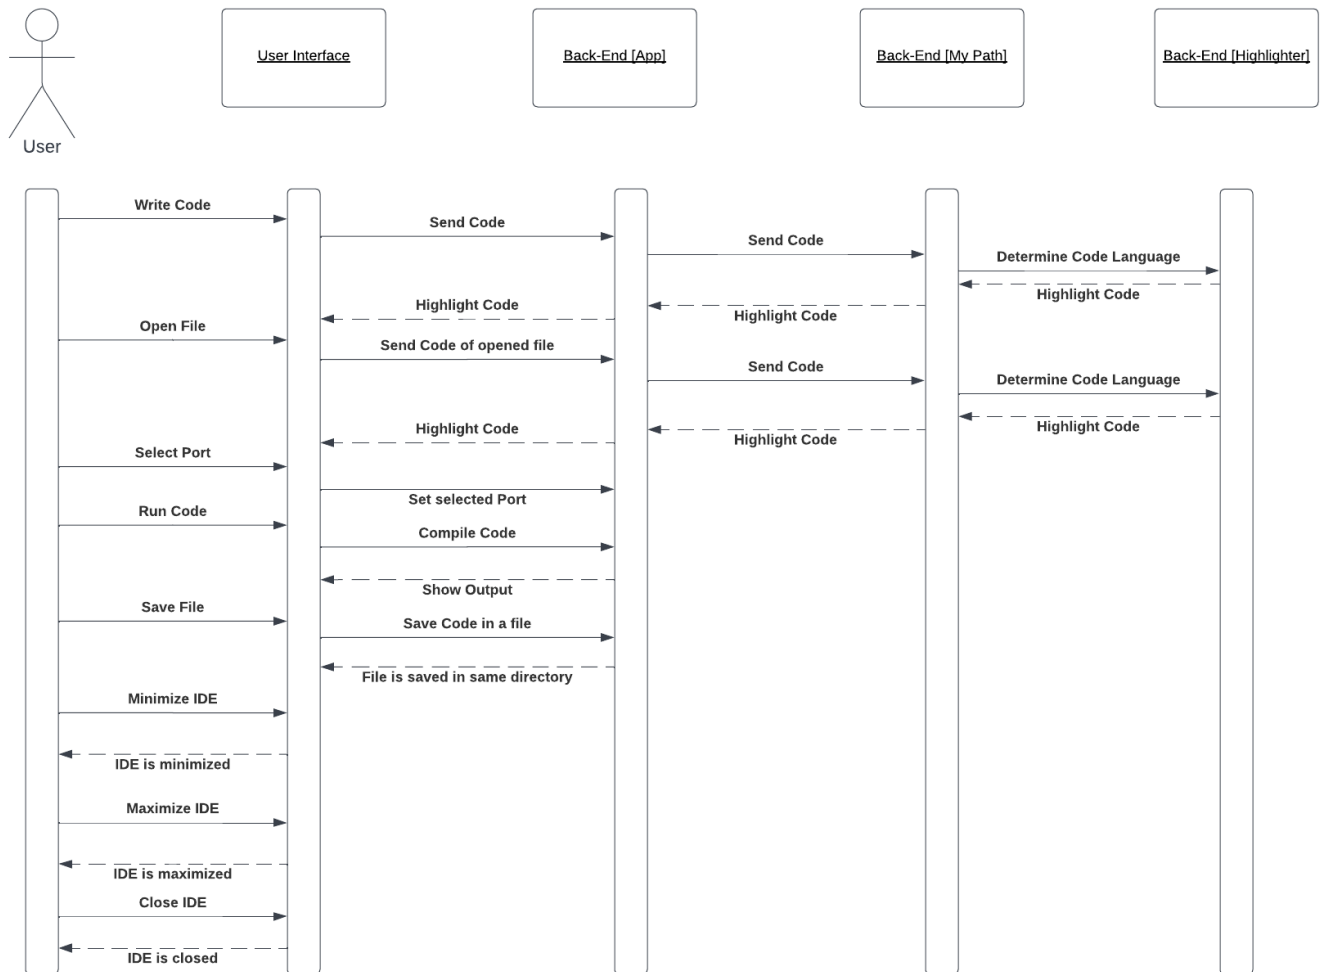 User Interface
Back-End [App]
Back-End [My Path]
Back-End [Highlighter]
User
Write Code
Send Code
Send Code
Determine Code Language
Highlight Code
Highlight Code
Highlight Code
Open File
Send Code of opened file
Send Code
Determine Code Language
Highlight Code
Highlight Code
Highlight Code
Select Port
Set selected Port
Run Code
Compile Code
Show Output
Save File
Save Code in a file
File is saved in same directory
Minimize IDE
IDE is minimized
Maximize IDE
IDE is maximized
Close IDE
IDE is closed